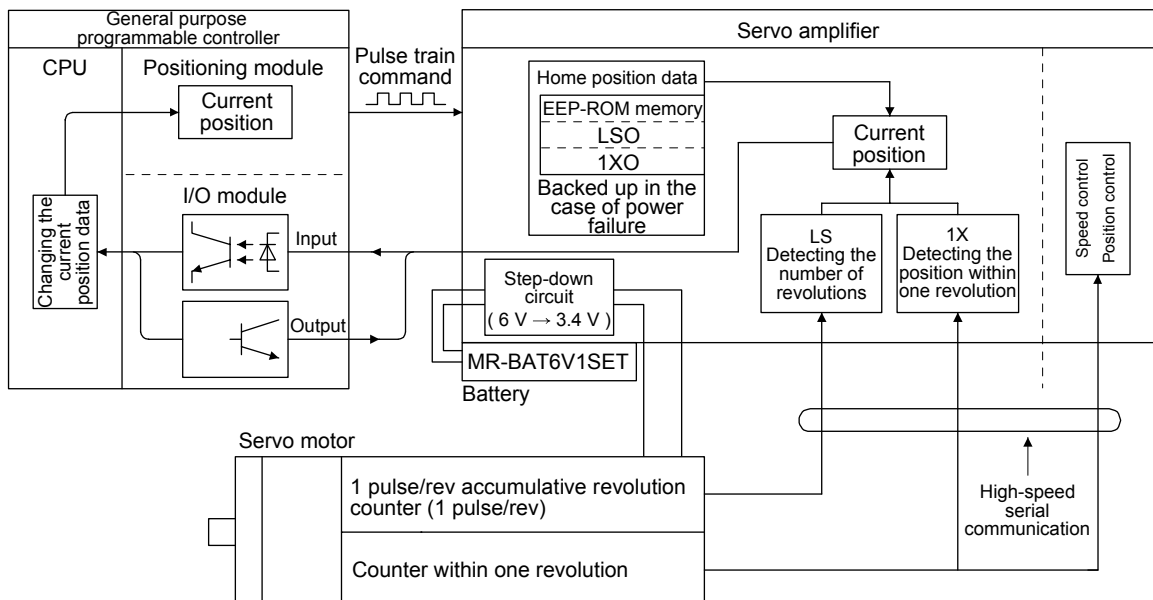 General purpose
programmable controller
CPU
Positioning module
Current
position
I/O module
Changing the
current
position data
Input
Output
Pulse train
command
Servo amplifier
Home position data
EEP-ROM memory
LSO
1XO
Backed up in the
case of power
failure
Current
position
LS
Detecting the
number of
revolutions
1X
Detecting the
position within
one revolution
Speed control
Position control
Step-down
circuit
( 6 V → 3.4 V )
MR-BAT6V1SET
Battery
Servo motor
1 pulse/rev accumulative revolution
counter (1 pulse/rev)
Counter within one revolution
High-speed
serial
communication